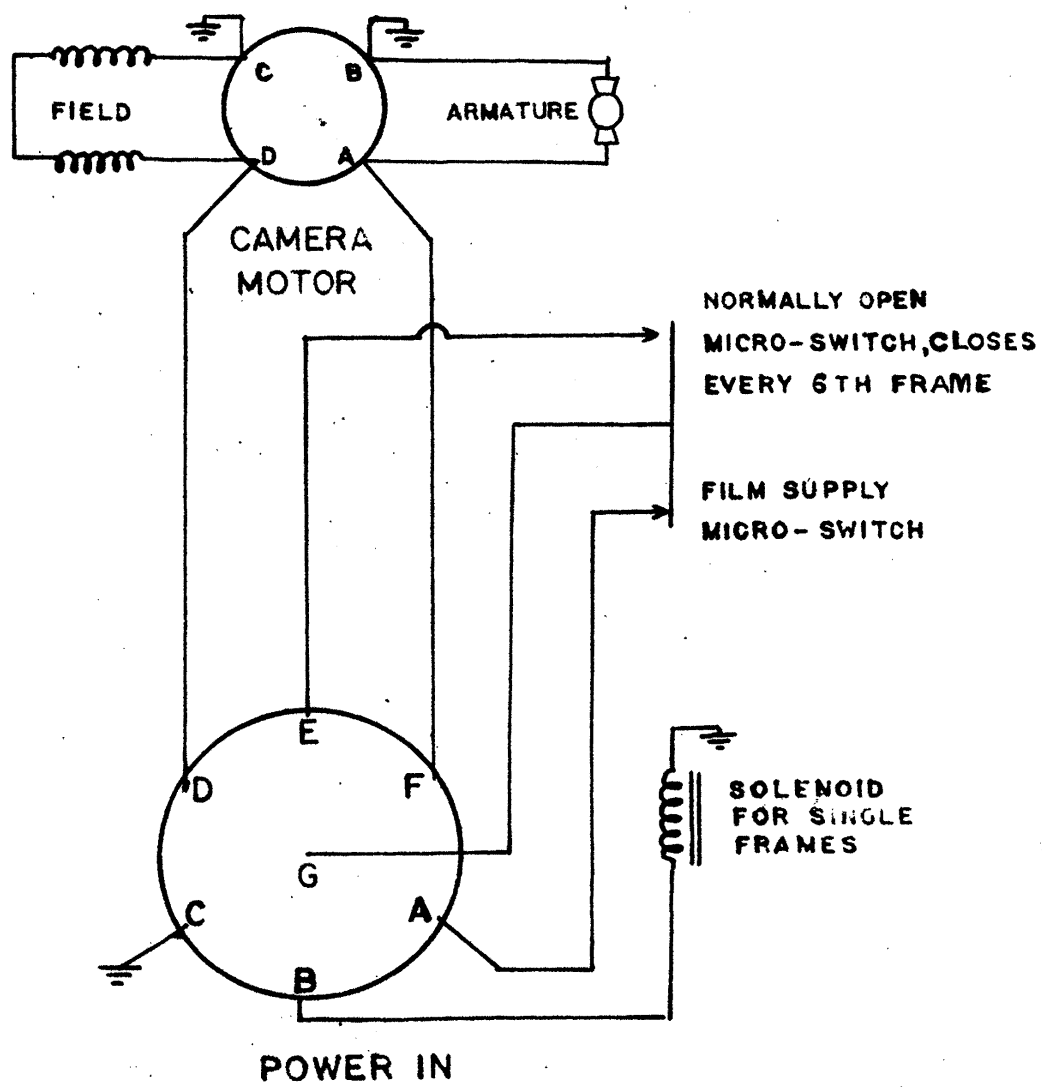 C
B
FIELD
ARMATURE
D
A
CAMERA
MOTOR
NORMALLY OPEN
MICRO-SWITCH,CLOSES
EVERY 6TH FRAME
FILM SUPPLY
MICRO-SWITCH
E
D
F
SOLENOID
FOR SINGLE
FRAMES
G
C
A
B
POWER IN